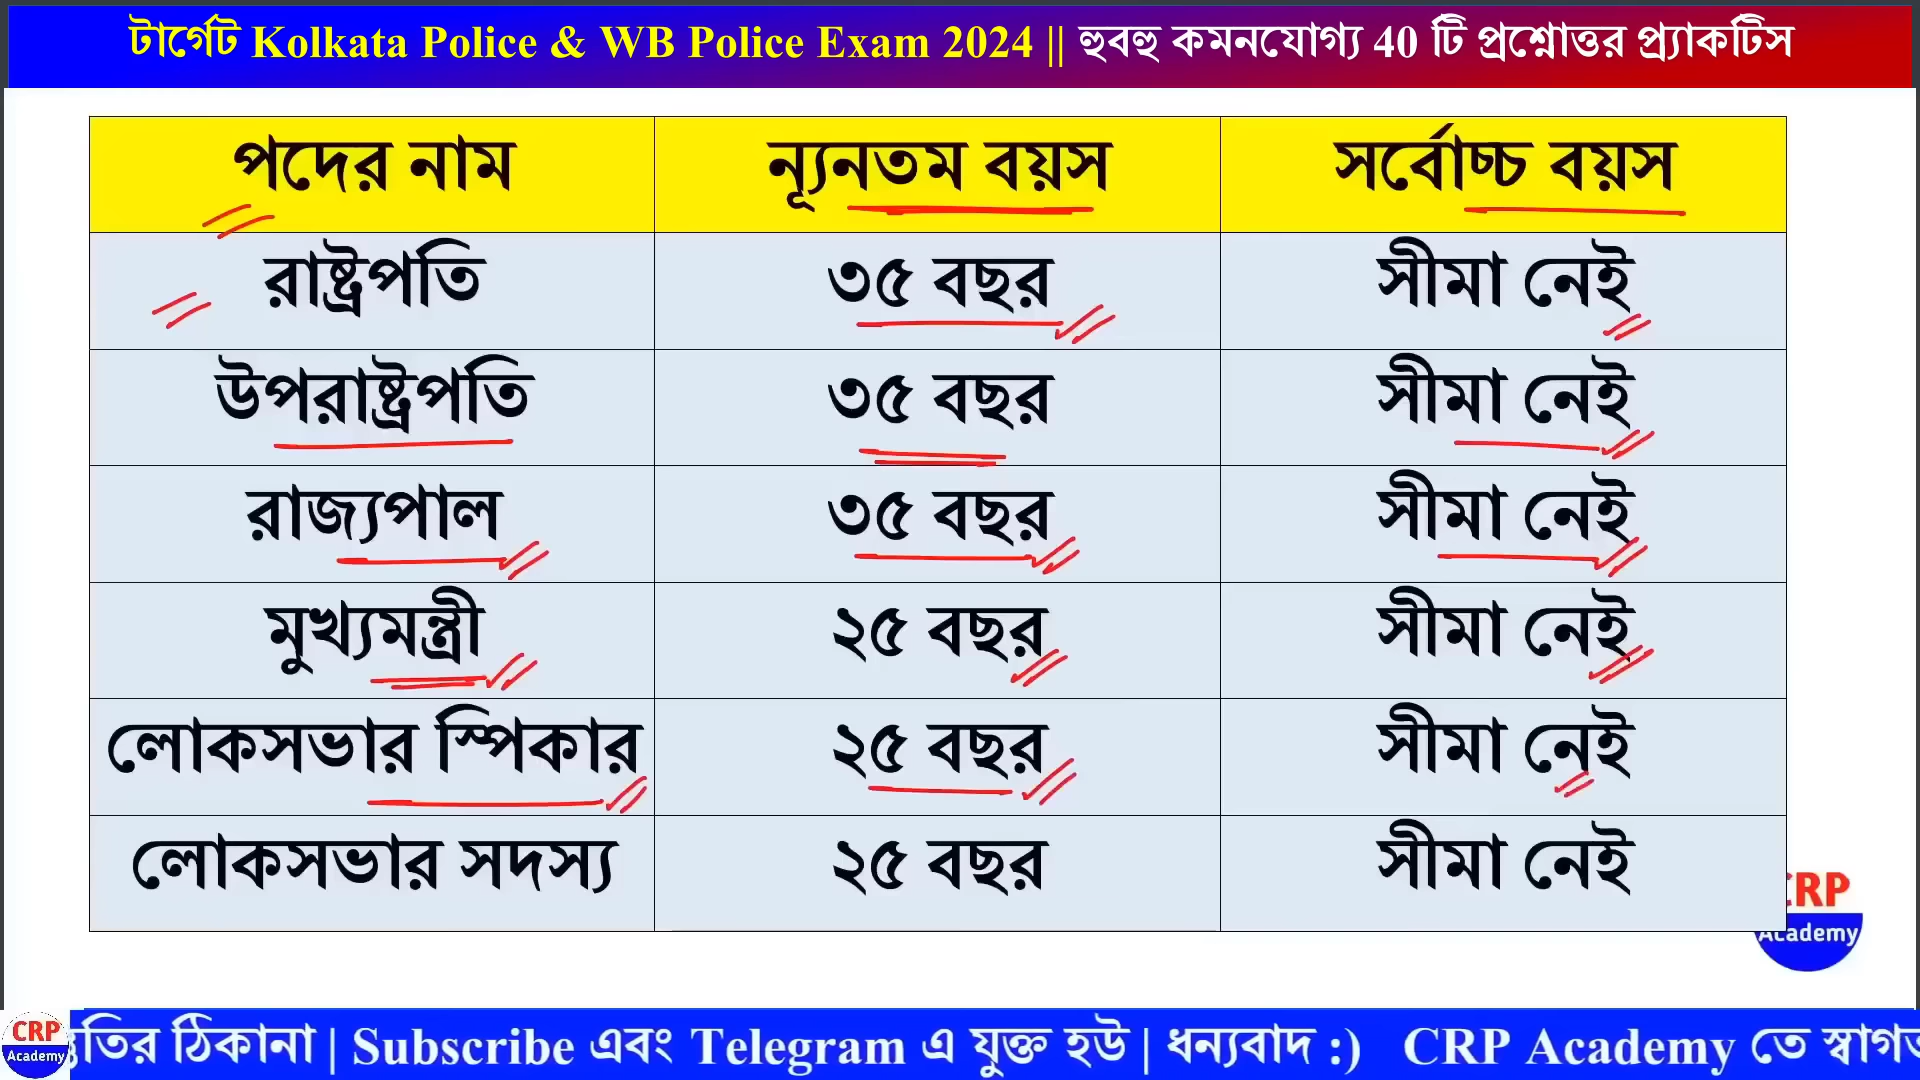 টার্গেট Kolkata Police & WB Police Exam 2024 || হুবহু কমনযোগ্য 40 টি প্রশ্নোত্তর প্র্যাকটিস
পদের নাম ন্যূনতম বয়স সর্বোচ্চ বয়স
রাষ্ট্রপতি ৩৫ বছর সীমা নেই
উপরাষ্ট্রপতি ৩৫ বছর সীমা নেই
রাজ্যপাল ৩৫ বছর সীমা নেই
মুখ্যমন্ত্রী ২৫ বছর সীমা নেই
লোকসভার স্পিকার ২৫ বছর সীমা নেই
লোকসভার সদস্য ২৫ বছর সীমা নেই
CRP
Academy
CRP
Academy
ঠিকানা | Subscribe এবং Telegram এ যুক্ত হউ | ধন্যবাদ :) CRP Academy তে